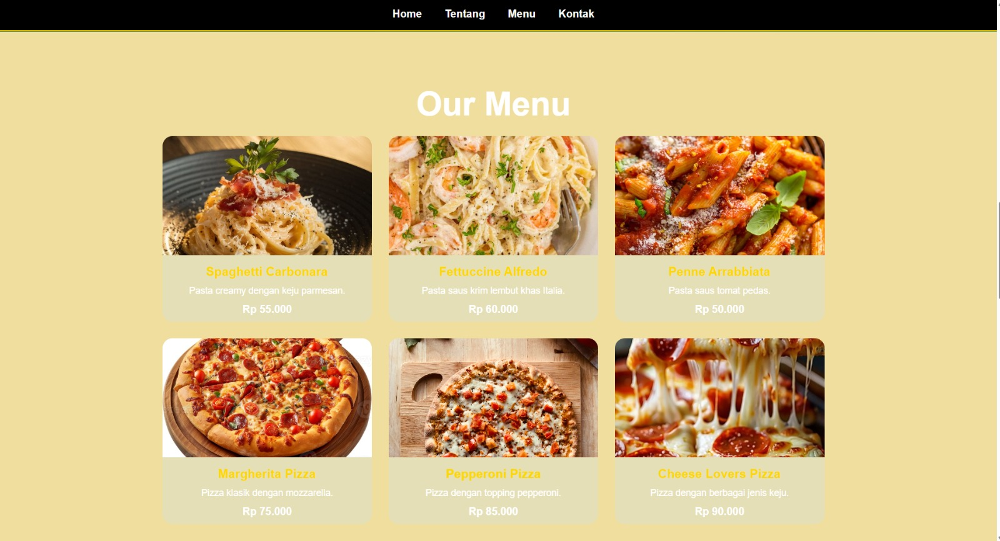 Home Tentang Menu Kontak
Our Menu
Spaghetti Carbonara
Pasta creamy dengan keju parmesan.
Rp 55.000
Fettuccine Alfredo
Pasta saus krim lembut khas Italia.
Rp 60.000
Penne Arrabbiata
Pasta saus tomat pedas.
Rp 50.000
Margherita Pizza
Pizza klasik dengan mozzarella.
Rp 75.000
Pepperoni Pizza
Pizza dengan topping pepperoni.
Rp 85.000
Cheese Lovers Pizza
Pizza dengan berbagai jenis keju.
Rp 90.000